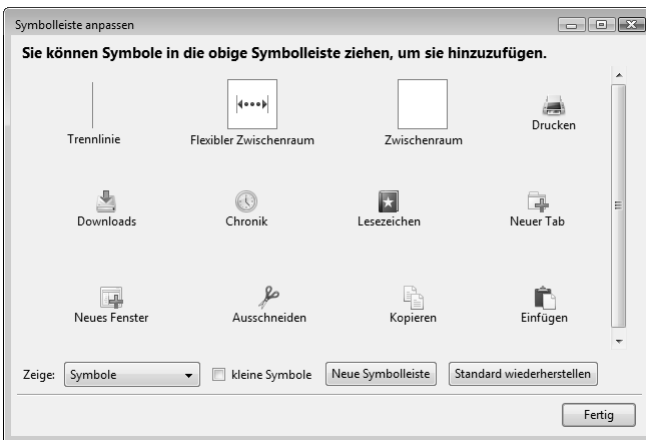 Symbolleiste anpassen
Sie können Symbole in die obige Symbolleiste ziehen, um sie hinzuzufügen.
Trennlinie
Flexibler Zwischenraum
Zwischenraum
Drucken
Downloads
Chronik
Lesezeichen
Neuer Tab
Neues Fenster
Ausschneiden
Kopieren
Einfügen
Zeige: Symbole kleine Symbole Neue Symbolleiste Standard wiederherstellen
Fertig